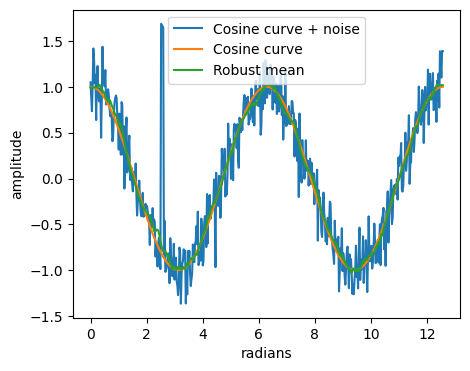 Cosine curve + noise
Cosine curve
Robust mean
1.5
1.0
0.5
0.0
−0.5
−1.0
−1.5
amplitude
0 2 4 6 8 10 12
radians